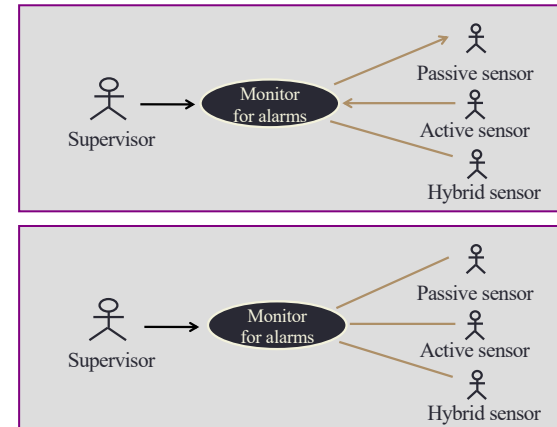 Passive sensor
Monitor
for alarms
Supervisor
Active sensor
Hybrid sensor
Passive sensor
Monitor
for alarms
Supervisor
Active sensor
Hybrid sensor